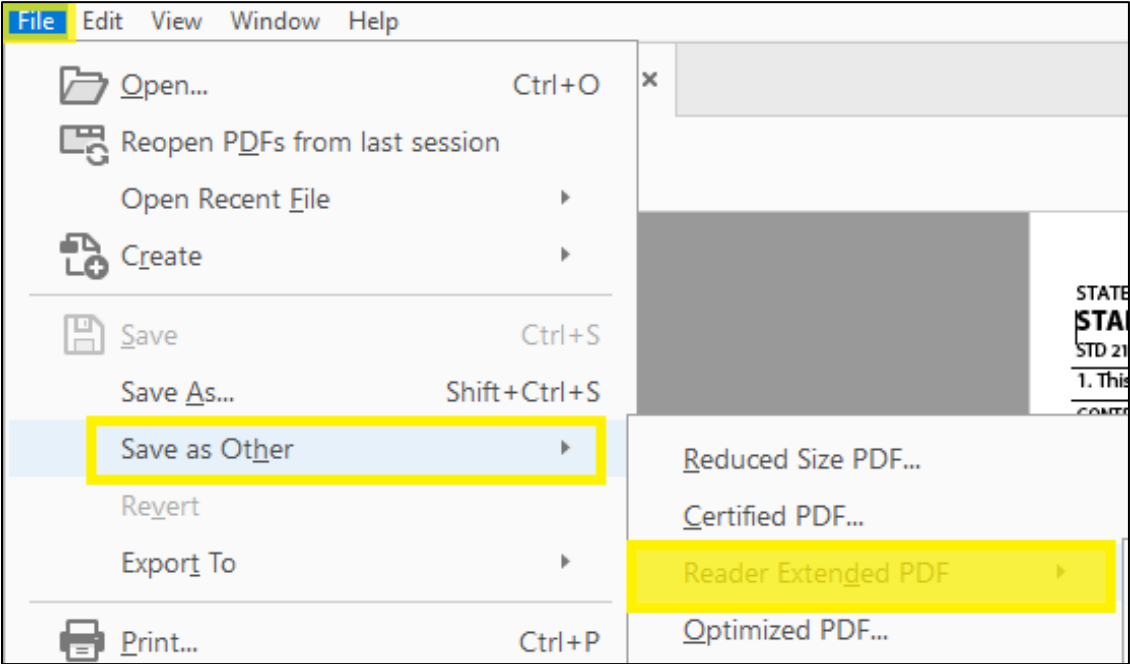 File Edit View Window Help
Open... Ctrl+O
Reopen PDFs from last session
Open Recent File
Create
Save Ctrl+S
Save As... Shift+Ctrl+S
Save as Other
Revert
Export To
Print... Ctrl+P
Reduced Size PDF...
Certified PDF...
Reader Extended PDF
Optimized PDF...
STATE
STD 21
1. This